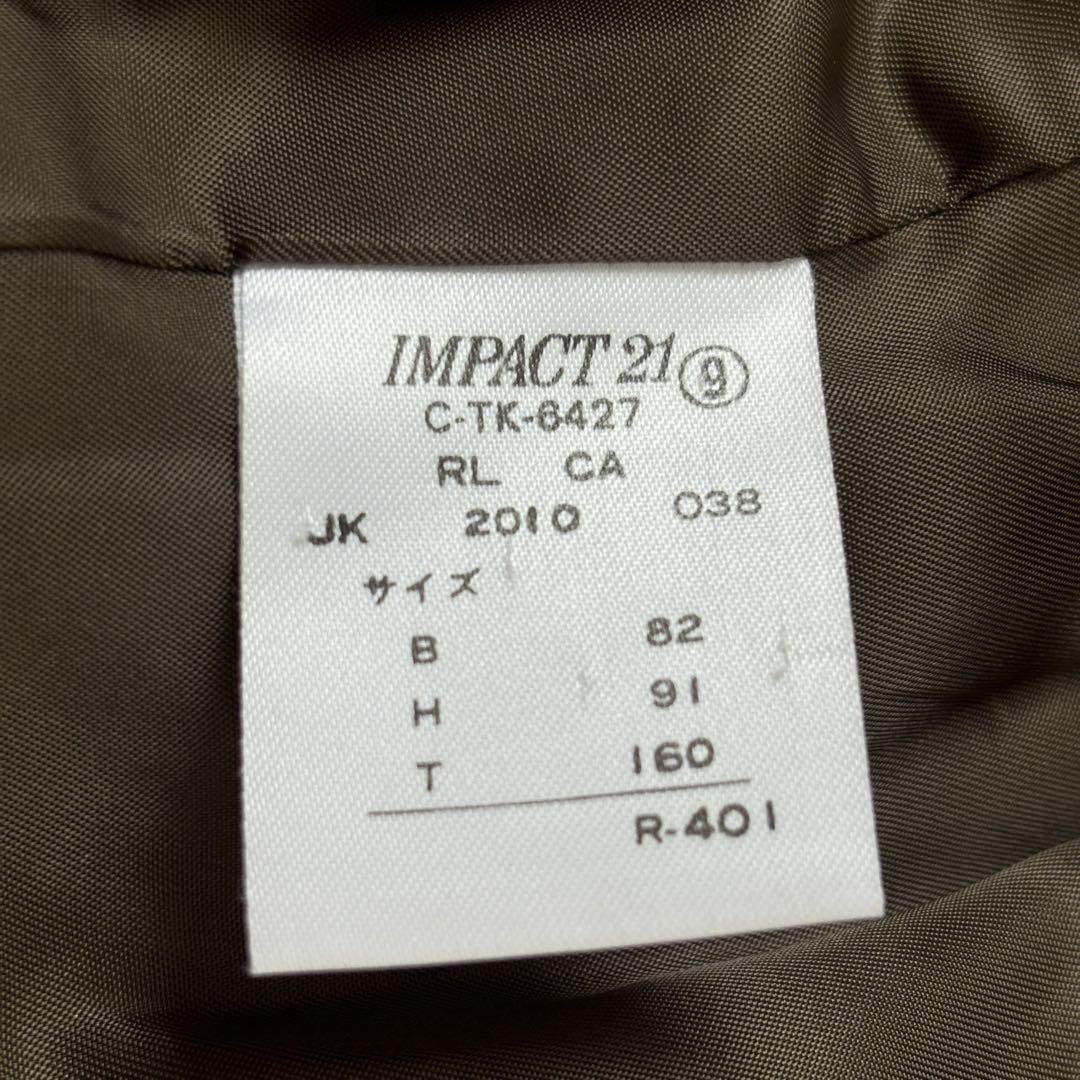 IMPACT 21 ⑨
C-TK-6427
RL CA
JK 2010 038
サイズ
B 82
H 91
T 160
R-401